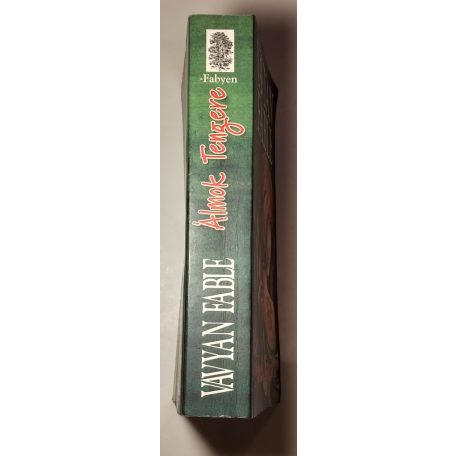 Fabyen
VAVYAN FABLE
Álmok Tengere